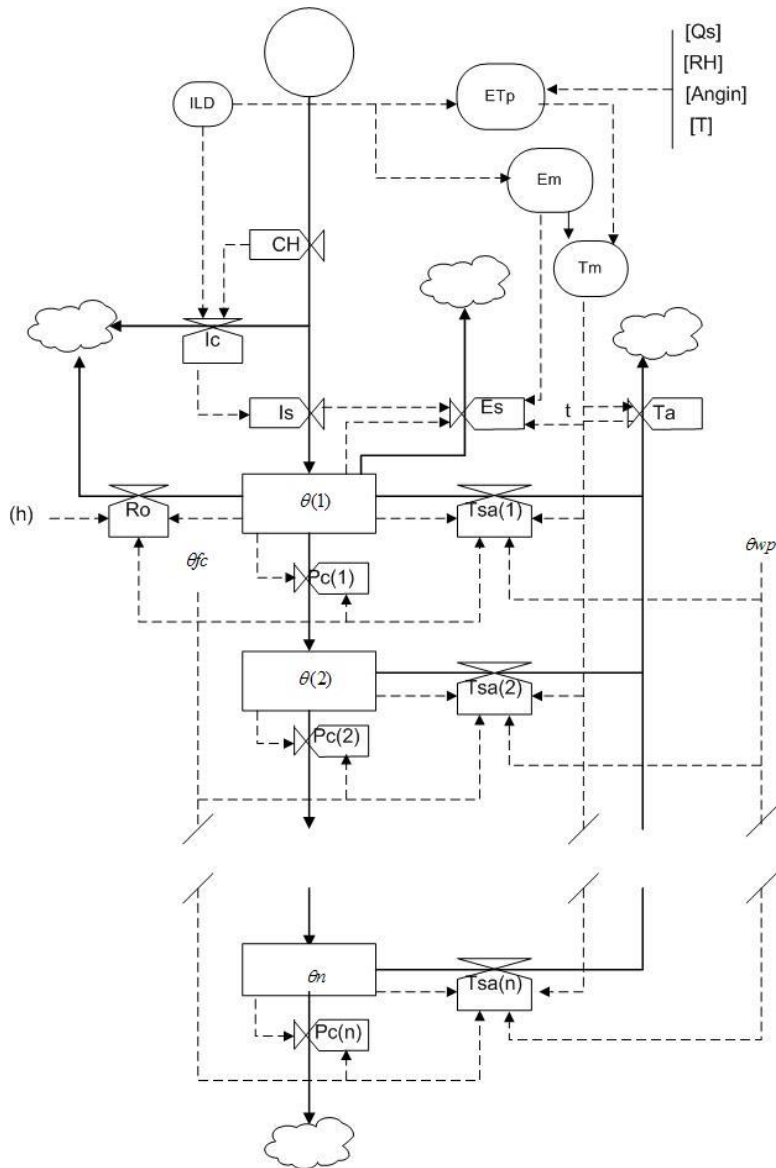 [Qs]
[RH]
[Angin]
[T]
ILD
ETp
Em
Tm
CH
Ic
Is
Es
t
Ta
θ(1)
Tsa(1)
Ro
(h)
θfc
θwp
Pc(1)
θ(2)
Tsa(2)
Pc(2)
θn
Tsa(n)
Pc(n)